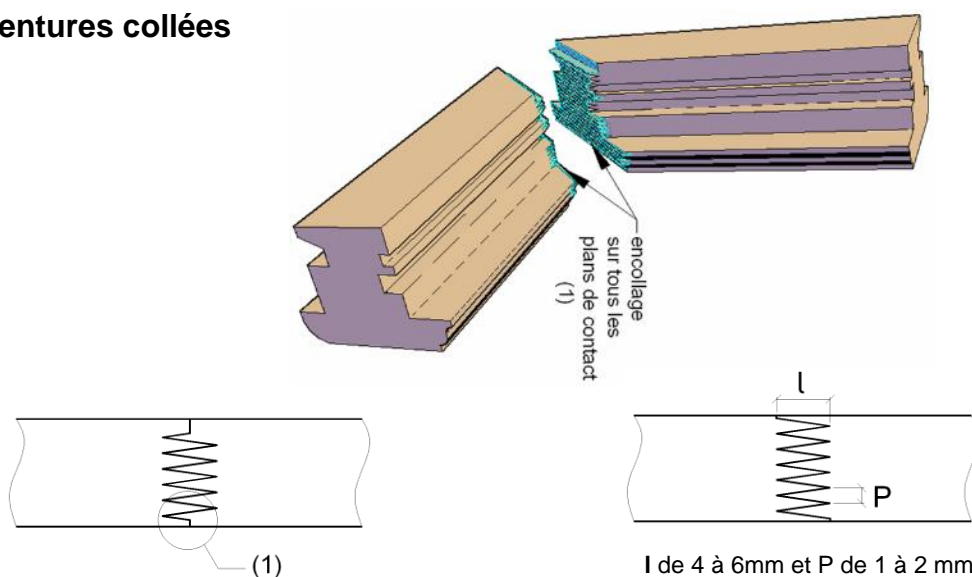 entures collées
encollage
sur tous les
plans de contact
(1)
l
P
(1)
l de 4 à 6mm et P de 1 à 2 mm